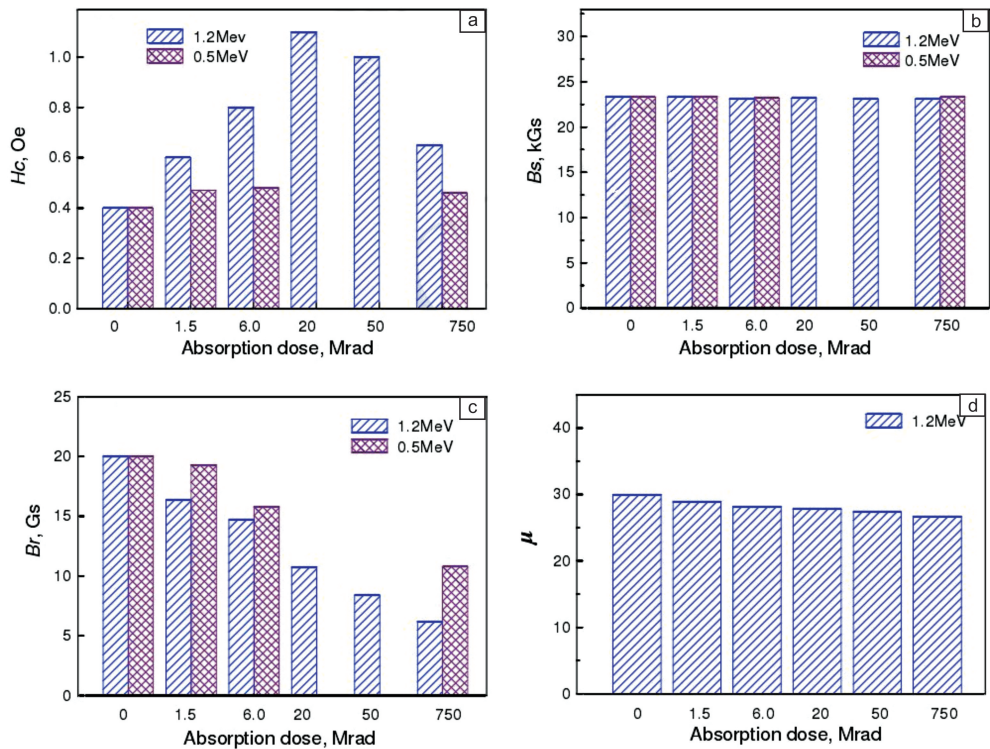 a
1.2Mev
0.5MeV
1.0
0.8
0.6
0.4
0.2
0.0
Hc, Oe
0 1.5 6.0 20 50 750
Absorption dose, Mrad
b
1.2MeV
0.5MeV
30
25
20
15
10
5
0
Bs, kGs
0 1.5 6.0 20 50 750
Absorption dose, Mrad
c
1.2MeV
0.5MeV
25
20
15
10
5
0
Br, Gs
0 1.5 6.0 20 50 750
Absorption dose, Mrad
d
1.2MeV
40
30
20
10
0
μ
0 1.5 6.0 20 50 750
Absorption dose, Mrad